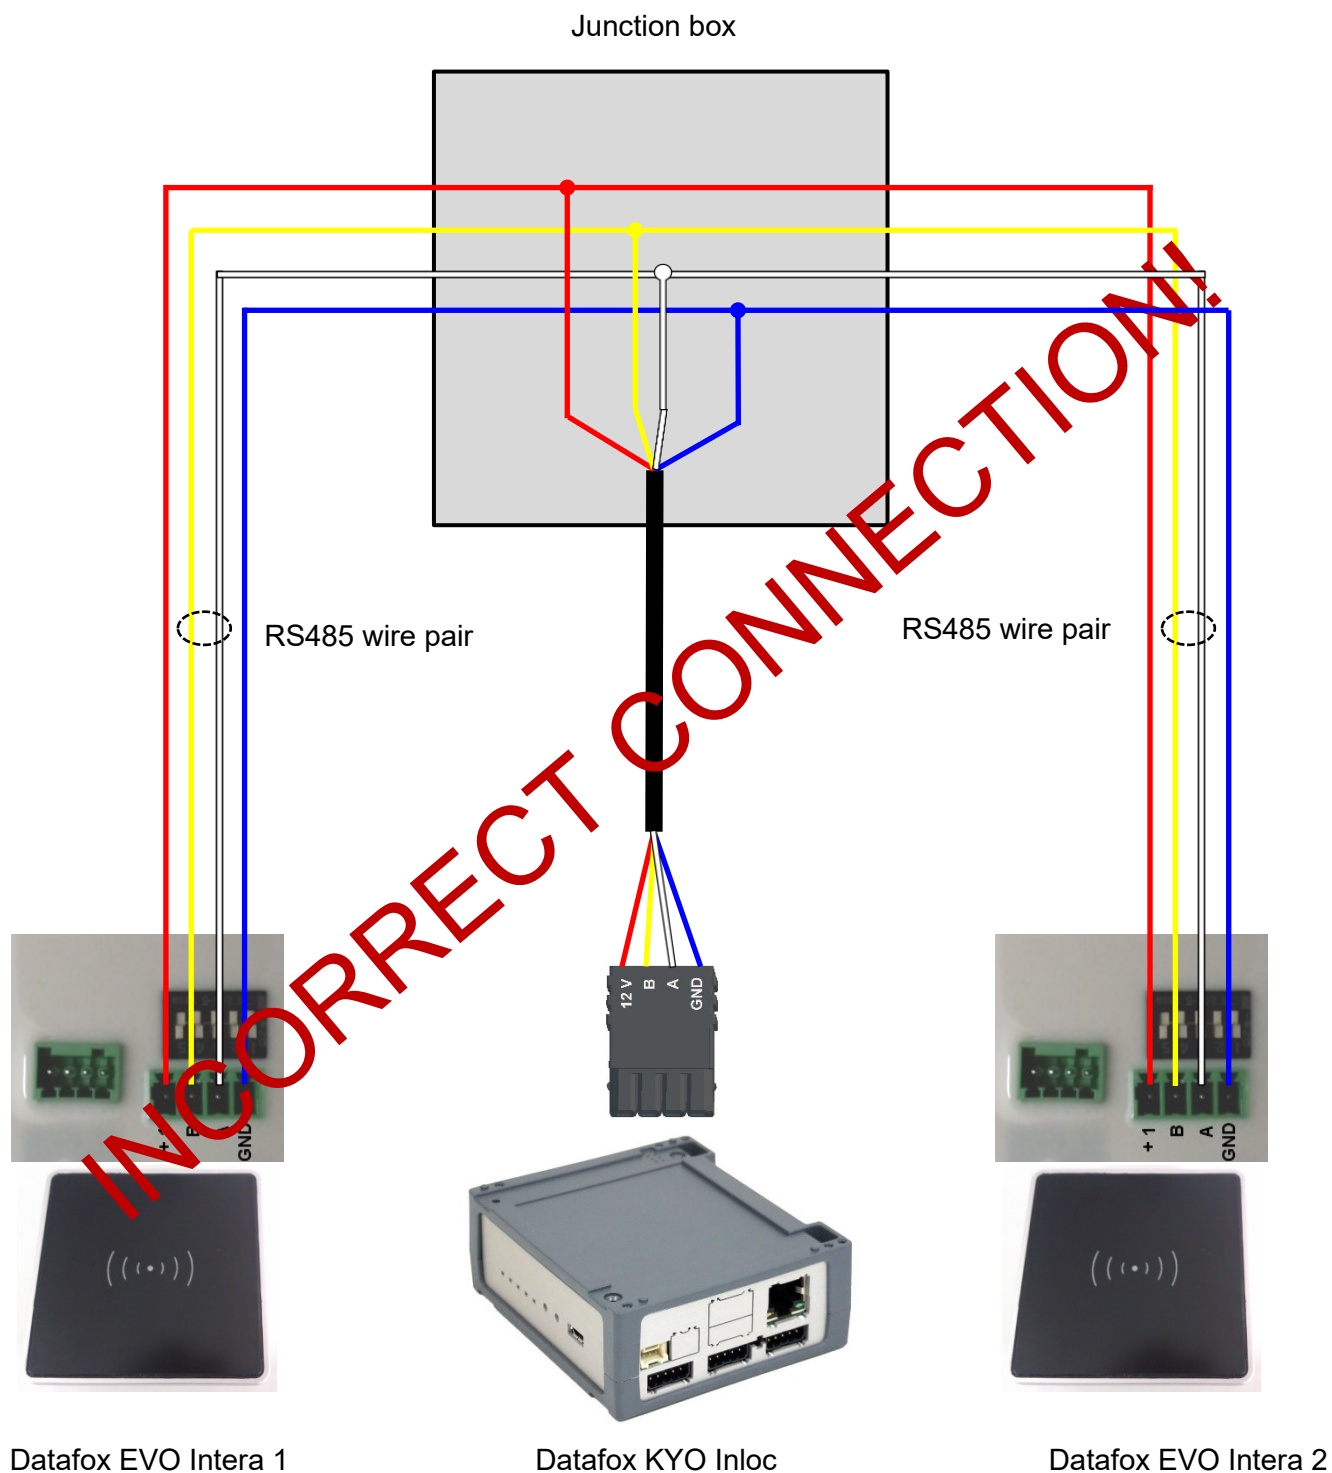 Junction box
RS485 wire pair
RS485 wire pair
INCORRECT CONNECTION!
12 V
B
A
GND
B
GND
+ 1
B
A
GND
Datafox EVO Intera 1
Datafox KYO Inloc
Datafox EVO Intera 2